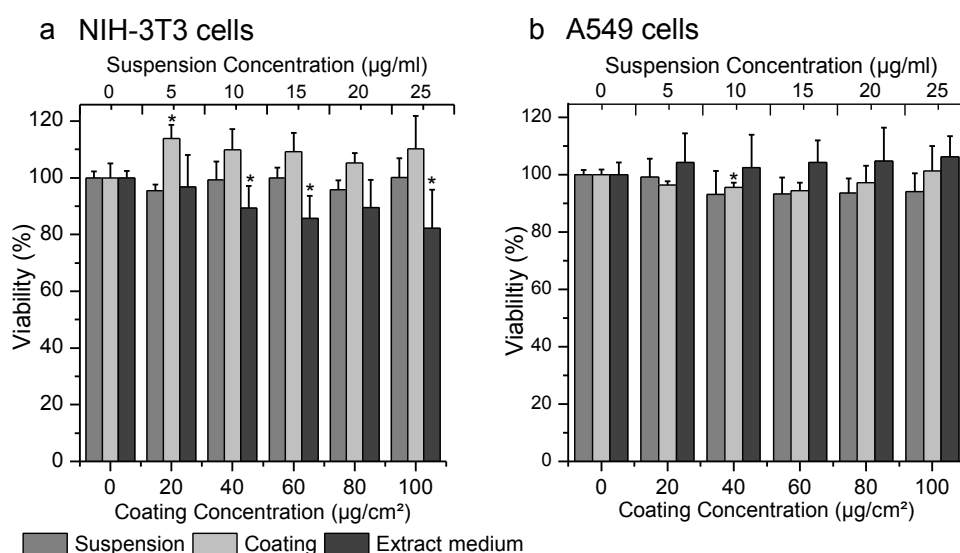 a NIH-3T3 cells
Suspension Concentration (µg/ml)
0 5 10 15 20 25
120
100
80
60
40
20
0
Viability (%)
* * * *
0 20 40 60 80 100
Coating Concentration (µg/cm²)
b A549 cells
Suspension Concentration (µg/ml)
0 5 10 15 20 25
120
100
80
60
40
20
0
Viabliltiy (%)
*
0 20 40 60 80 100
Coating Concentration (µg/cm²)
Suspension Coating Extract medium